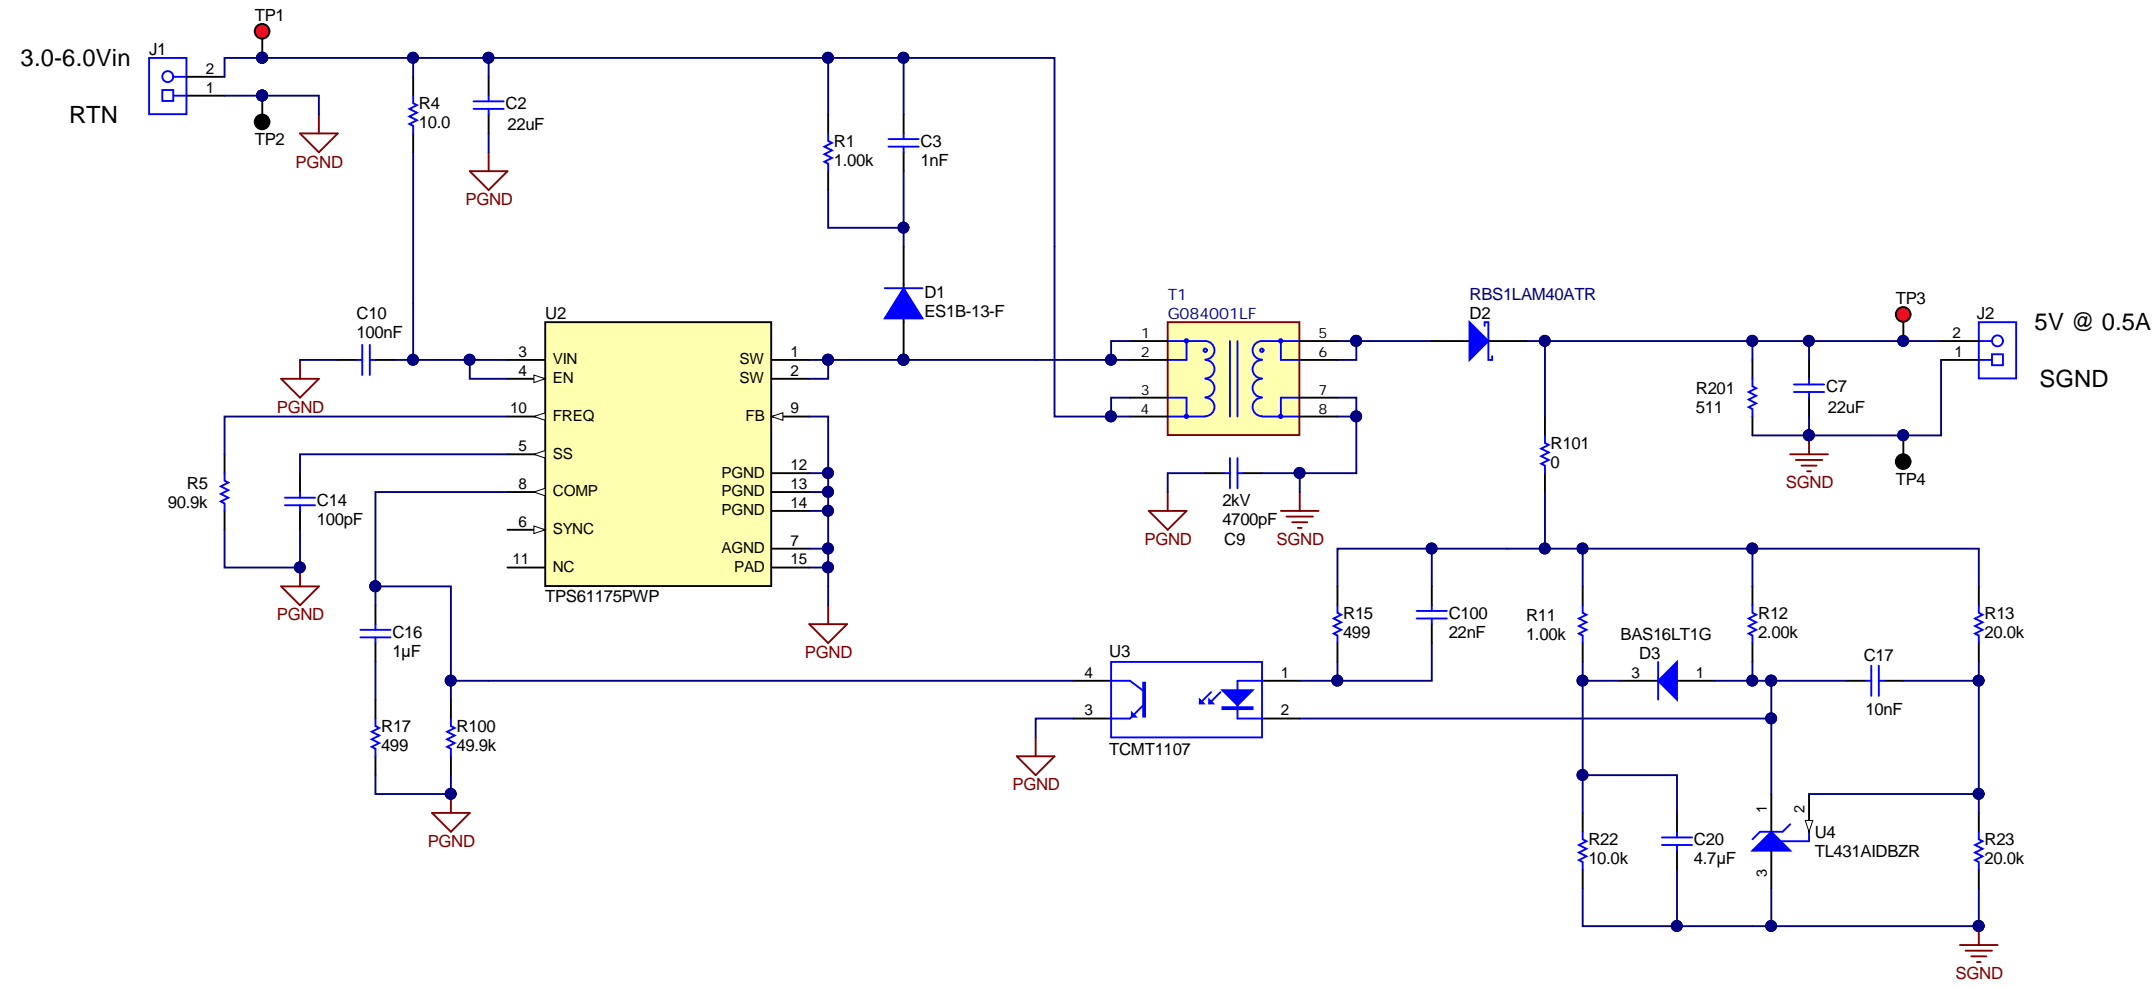 TP1
3.0-6.0Vin
J1
2
1
RTN
TP2
PGND
R4
10.0
C2
22uF
PGND
R1
1.00k
C3
1nF
D1
ES1B-13-F
C10
100nF
PGND
U2
3 VIN
4 EN
10 FREQ
5 SS
8 COMP
6 SYNC
11 NC
SW 1
SW 2
FB 9
PGND 12
PGND 13
PGND 14
AGND 7
PAD 15
TPS61175PWP
PGND
R5
90.9k
C14
100pF
PGND
C16
1µF
R17
499
R100
49.9k
PGND
T1
G084001LF
1
2
3
4
5
6
7
8
2kV
4700pF
C9
PGND
SGND
RBS1LAM40ATR
D2
R101
0
R201
511
C7
22uF
SGND
TP3
TP4
J2
2
1
5V @ 0.5A
SGND
U3
4
3
1
2
TCMT1107
PGND
R15
499
C100
22nF
R11
1.00k
BAS16LT1G
D3
3
1
R12
2.00k
C17
10nF
R13
20.0k
R22
10.0k
C20
4.7µF
1
2
3
U4
TL431AIDBZR
R23
20.0k
SGND